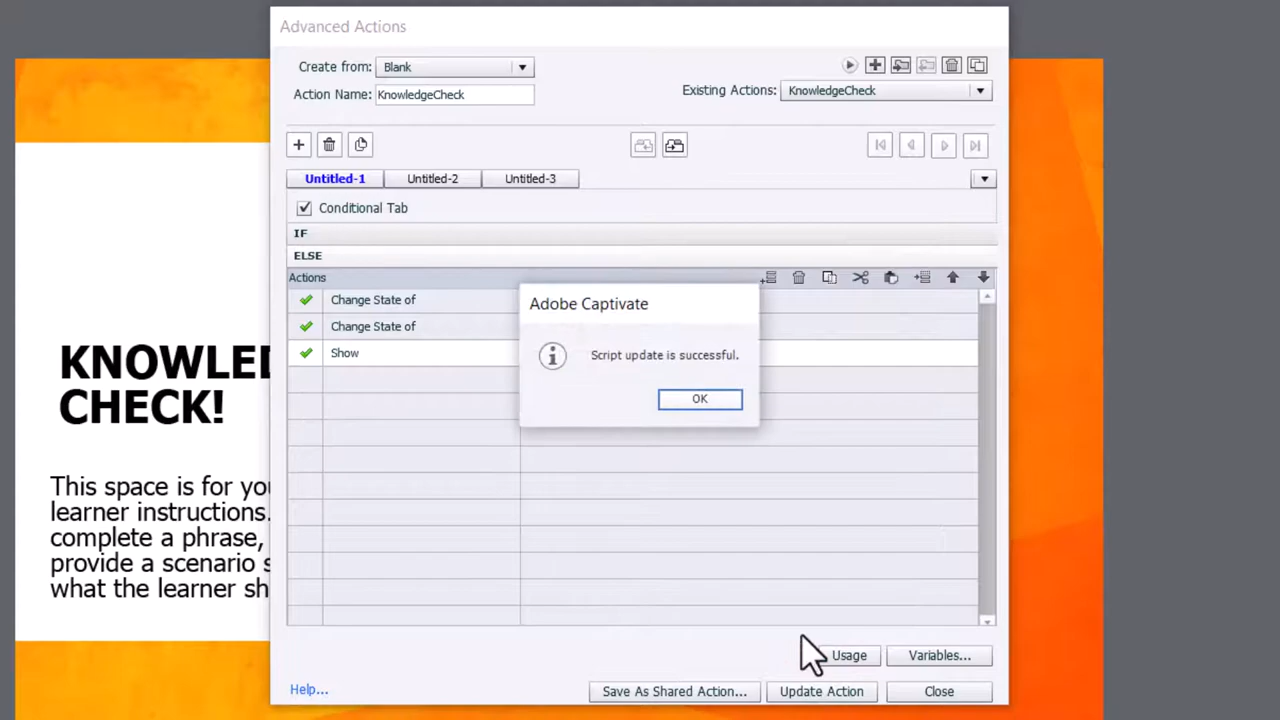 Advanced Actions
Create from: Blank
Action Name: KnowledgeCheck
Existing Actions: KnowledgeCheck
Untitled-1 Untitled-2 Untitled-3
Conditional Tab
IF
ELSE
Actions
Change State of
Change State of
Show
Adobe Captivate
Script update is successful.
OK
KNOWLED
CHECK!
This space is for you
learner instructions.
complete a phrase,
provide a scenario s
what the learner sh
Usage Variables...
Help... Save As Shared Action... Update Action Close